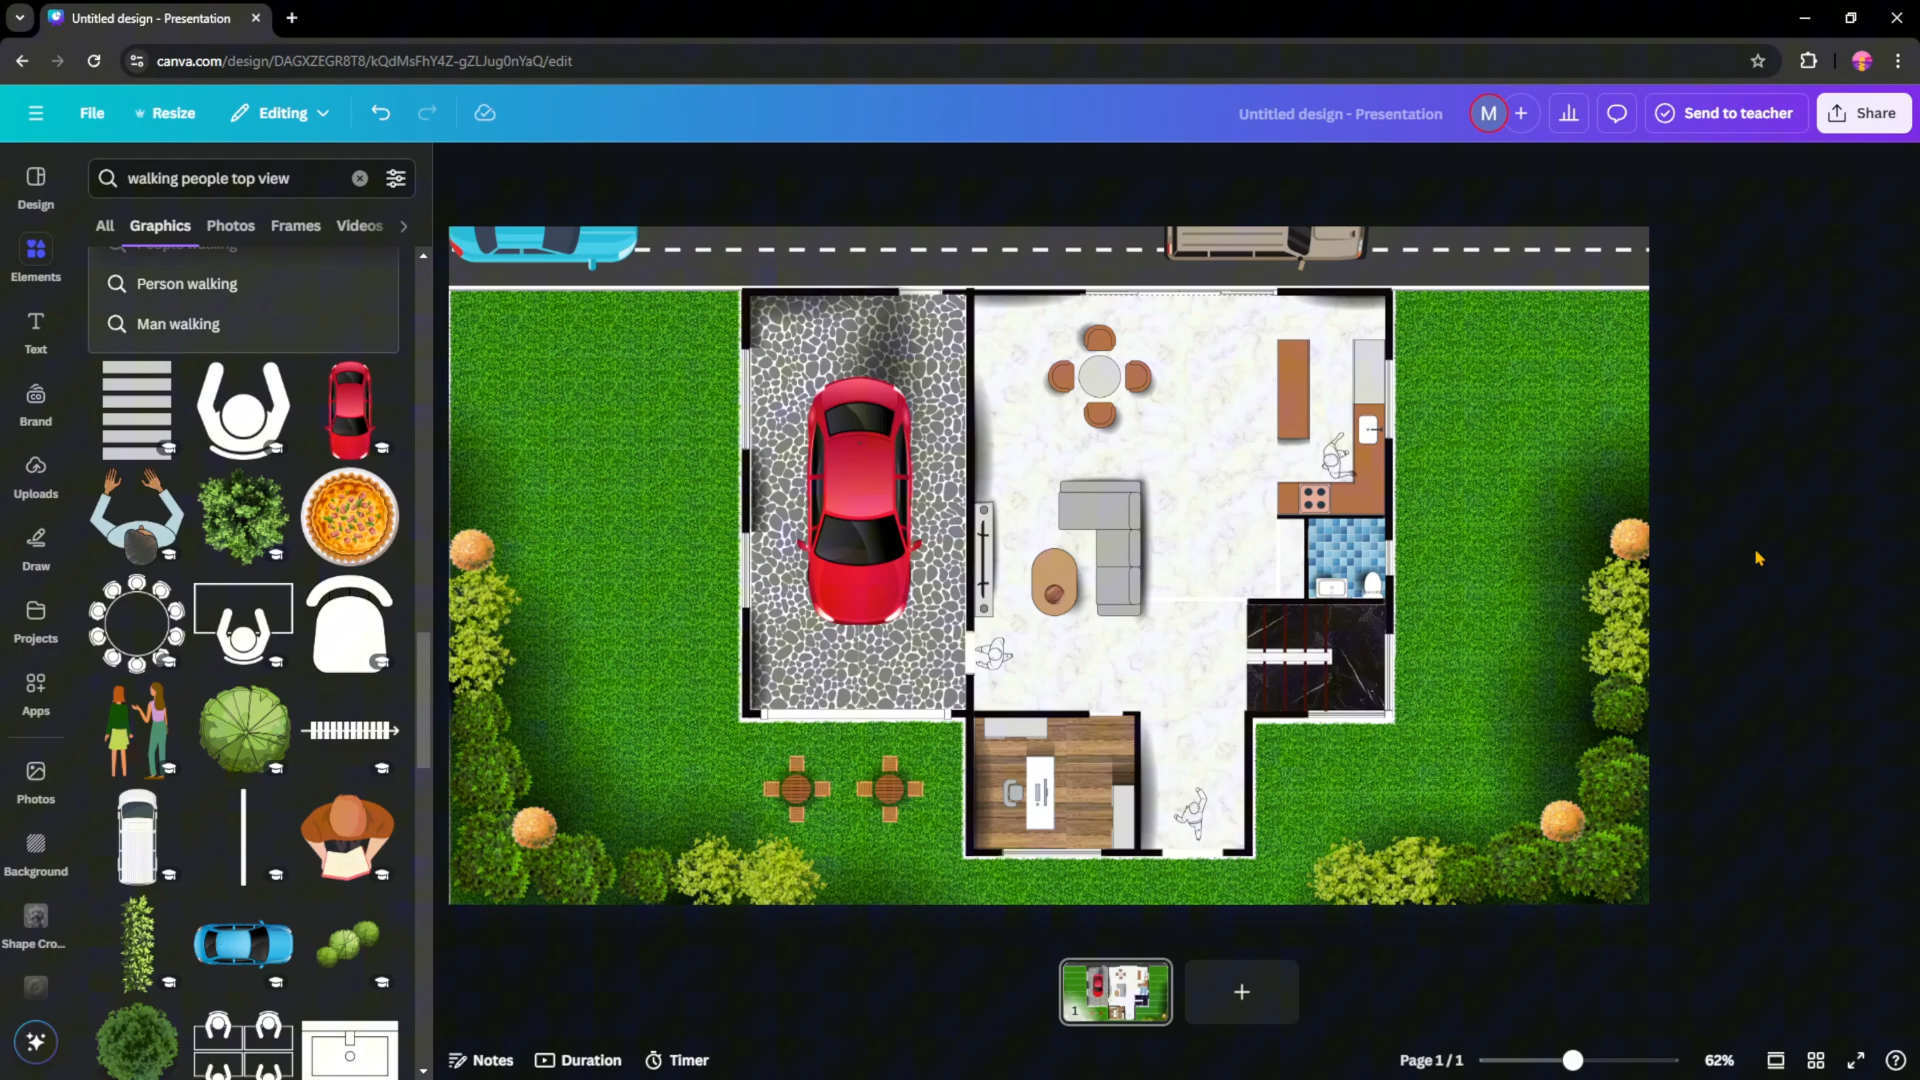 Untitled design - Presentation
canva.com/design/DAGXZEGR8T8/kQdMsFhY4Z-gZLJug0nYaQ/edit
File
Resize
Editing
Untitled design - Presentation
M
Send to teacher
Share
Design
Elements
Text
Brand
Uploads
Draw
Projects
Apps
Photos
Background
Shape Cro...
walking people top view
All
Graphics
Photos
Frames
Videos
Person walking
Man walking
1
Notes
Duration
Timer
Page 1 / 1
62%